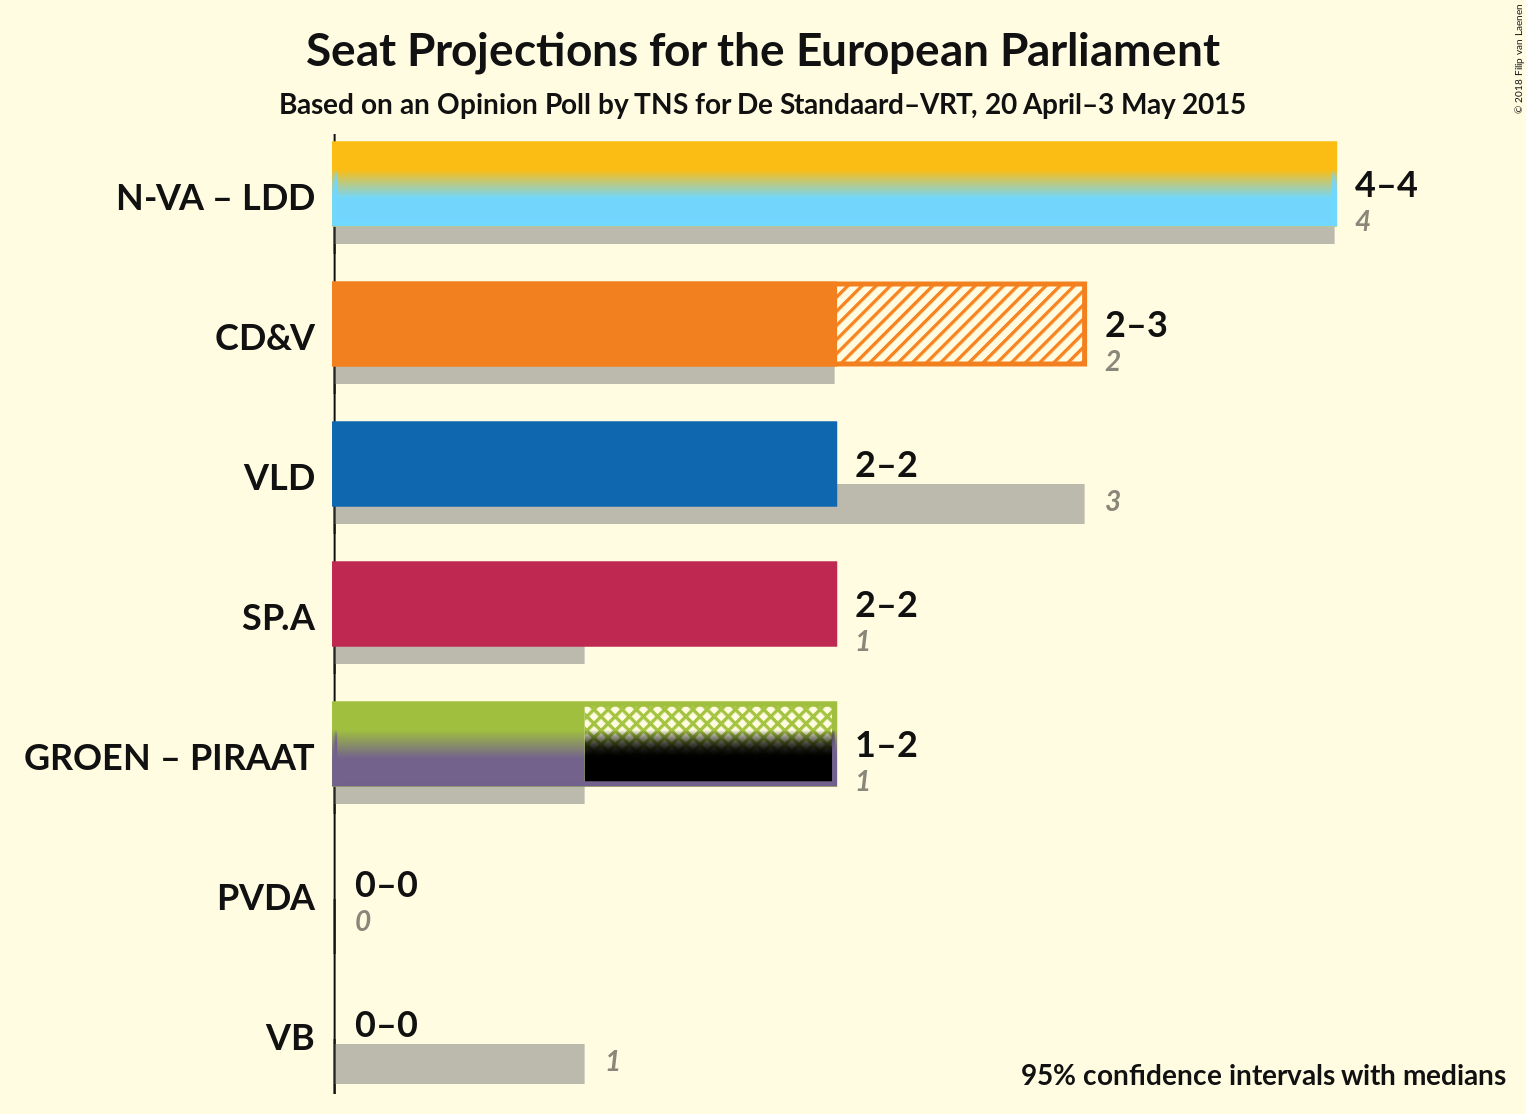 Seat Projections for the European Parliament
Based on an Opinion Poll by TNS for De Standaard–VRT, 20 April–3 May 2015
© 2018 Filip van Laenen
N-VA – LDD
4–4
4
CD&V
2–3
2
VLD
2–2
3
SP.A
2–2
1
GROEN – PIRAAT
1–2
1
PVDA
0–0
0
VB
0–0
1
95% confidence intervals with medians